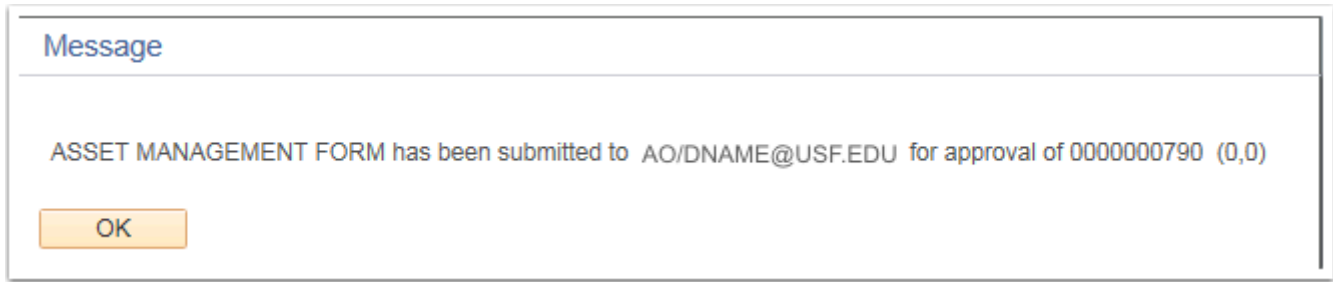 Message
ASSET MANAGEMENT FORM has been submitted to AO/DNAME@USF.EDU for approval of 0000000790 (0,0)
OK